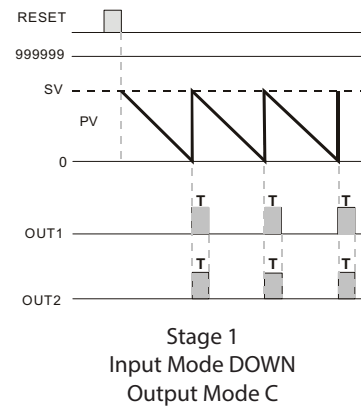 RESET
999999
SV
PV
0
T T T
OUT1
T T T
OUT2
Stage 1
Input Mode DOWN
Output Mode C